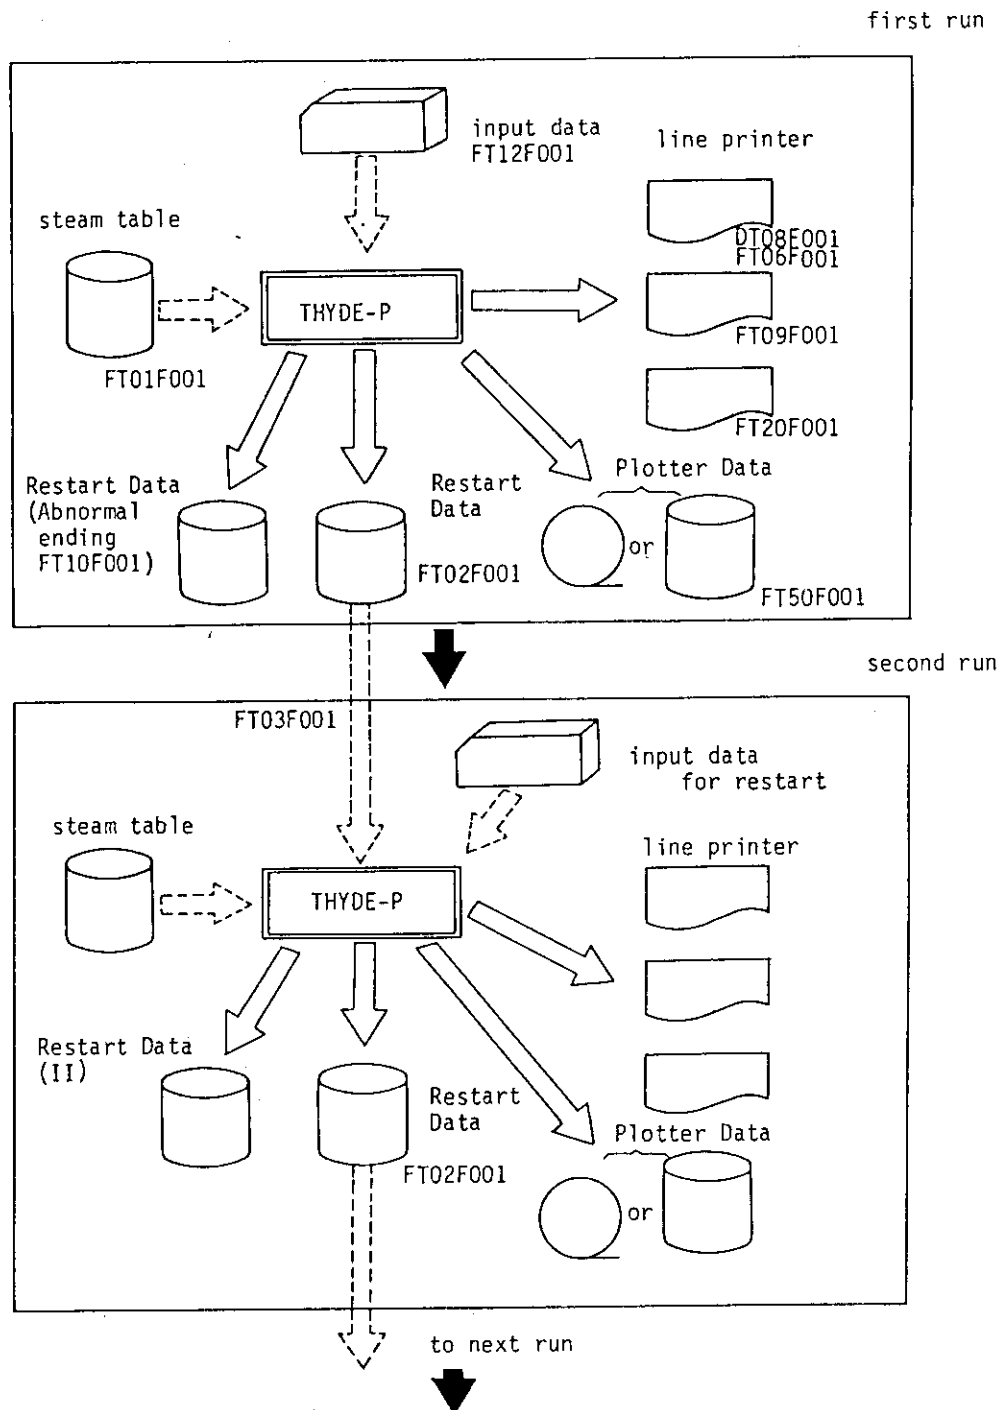 first run
input data
FT12F001
line printer
steam table
DT08E001
FT06F001
THYDE-P
FT09F001
FT01F001
FT20F001
Plotter Data
Restart Data
(Abnormal
ending
FT10F001)
Restart
Data
or
FT02F001
FT50F001
second run
FT03F001
input data
for restart
steam table
line printer
THYDE-P
Restart Data
(II)
Restart
Data
Plotter Data
FT02F001
or
to next run